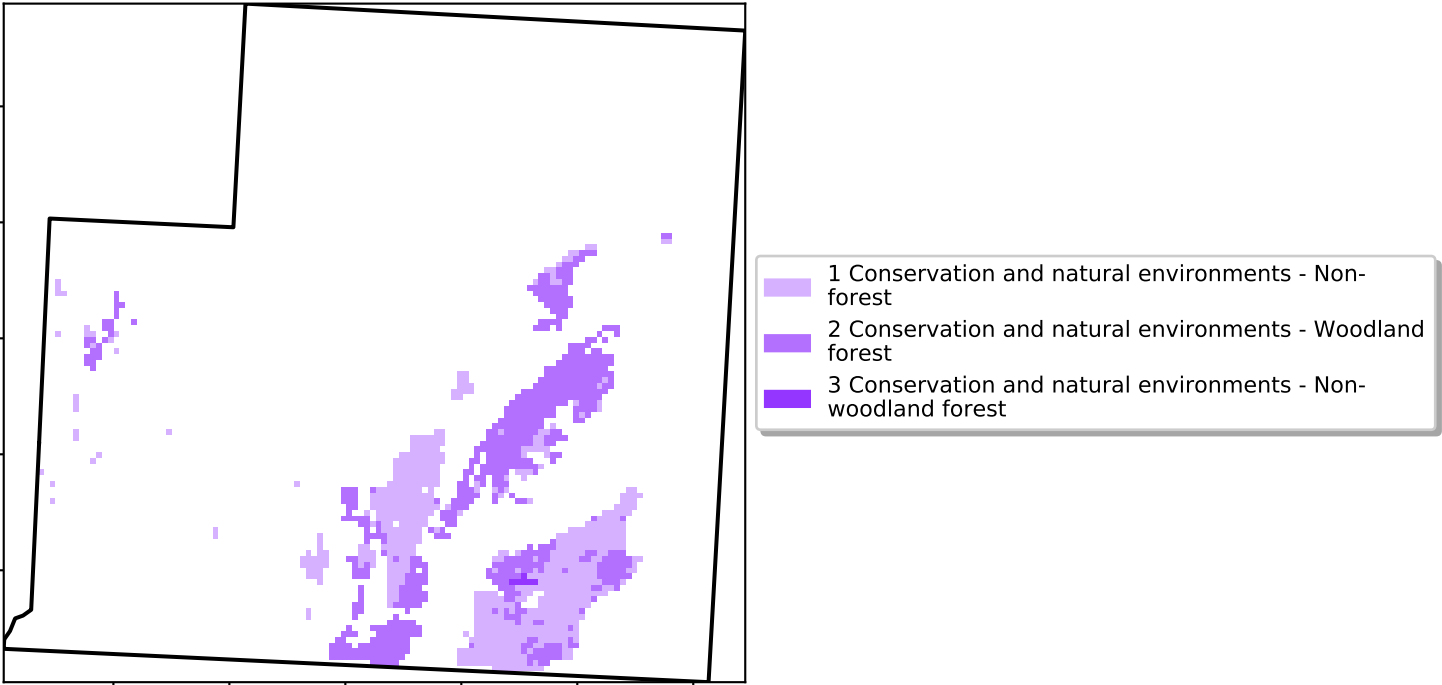 1 Conservation and natural environments - Non-
forest
2 Conservation and natural environments - Woodland
forest
3 Conservation and natural environments - Non-
woodland forest